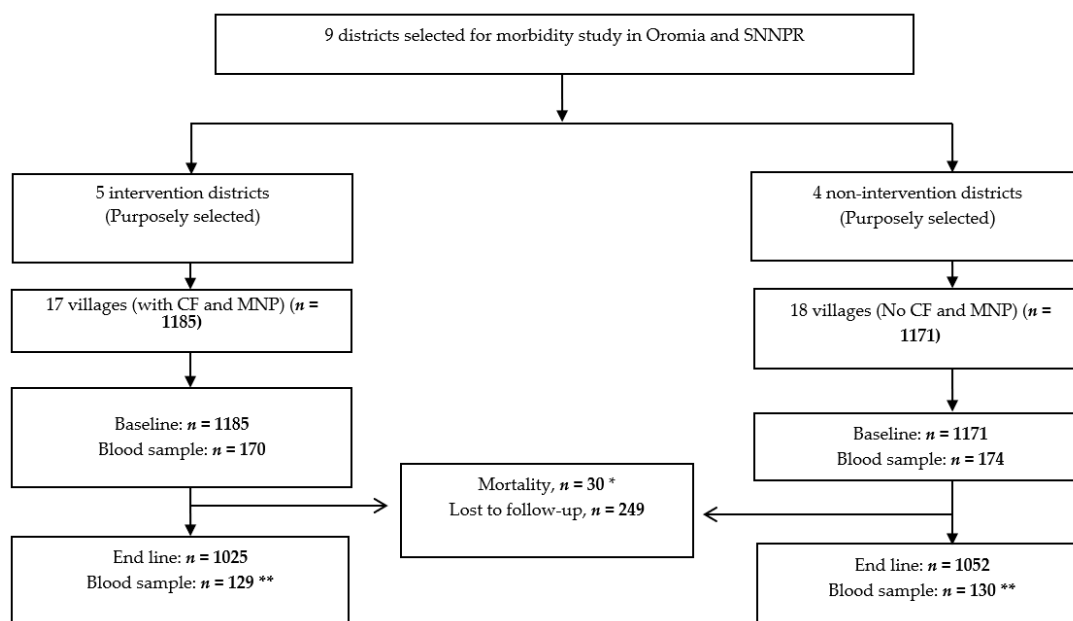 9 districts selected for morbidity study in Oromia and SNNPR
5 intervention districts
(Purposely selected)
4 non-intervention districts
(Purposely selected)
17 villages (with CF and MNP) (n =
1185)
18 villages (No CF and MNP) (n =
1171)
Baseline: n = 1185
Blood sample: n = 170
Baseline: n = 1171
Blood sample: n = 174
Mortality, n = 30 *
Lost to follow-up, n = 249
End line: n = 1025
Blood sample: n = 129 **
End line: n = 1052
Blood sample: n = 130 **